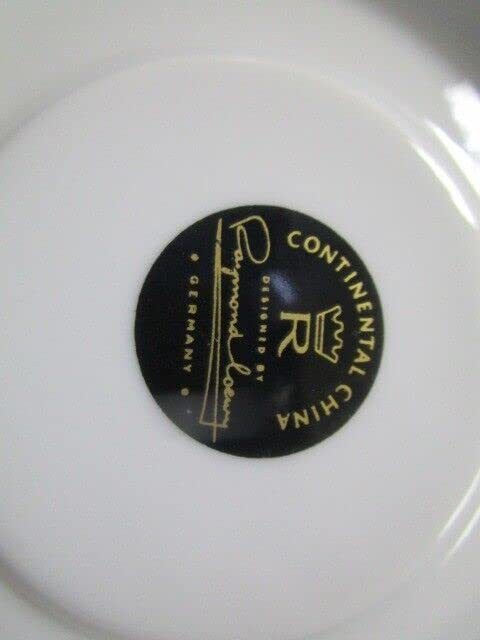 CONTINENTAL CHINA
R
DESIGNED BY
Raymond Loewy
GERMANY